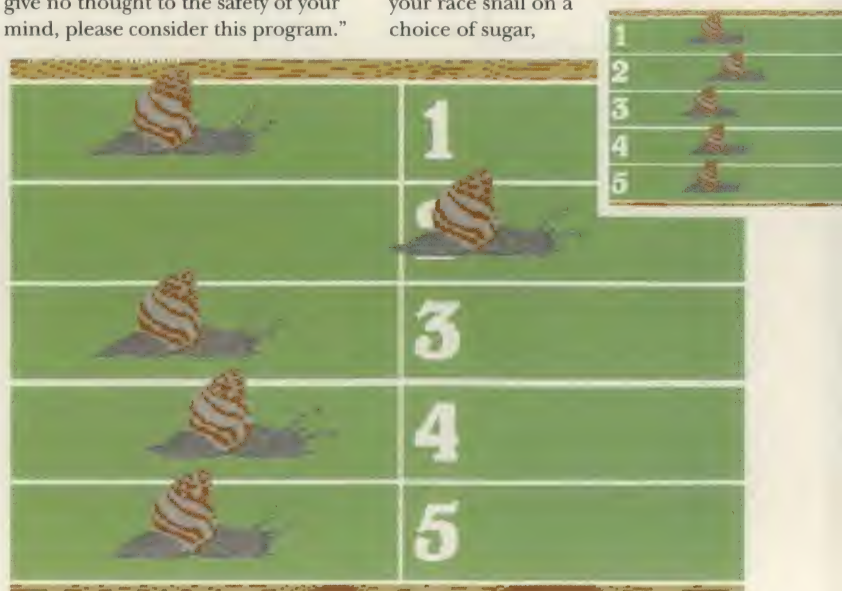 give no thought to the safety of your
mind, please consider this program.”
your race snail on a
choice of sugar,
1
3
4
5
1
2
3
4
5